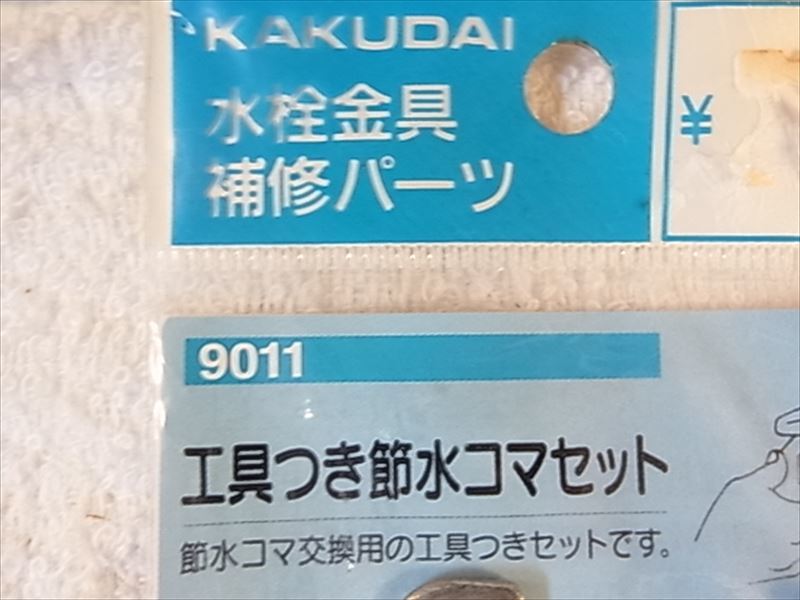 KAKUDAI
水栓金具
補修パーツ
¥
9011
工具つき節水コマセット
節水コマ交換用の工具つきセットです。